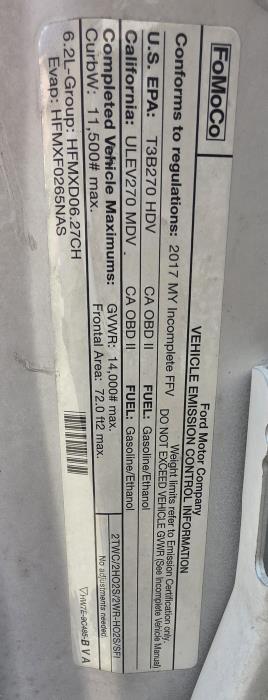 FoMoCo
Ford Motor Company
VEHICLE EMISSION CONTROL INFORMATION
Conforms to regulations: 2017 MY Incomplete FFV
Weight limits refer to Emission Certification only.
DO NOT EXCEED VEHICLE GVWR (See Incomplete Vehicle Manual)
U.S. EPA: T3B270 HDV CA OBD II FUEL: Gasoline/Ethanol
California: ULEV270 MDV CA OBD II FUEL: Gasoline/Ethanol
Completed Vehicle Maximums: GVWR: 14,000# max.
CurbW: 11,500# max. Frontal Area: 72.0 ft2 max.
2TWC/2HO2S/2WR-HO2S/SFI
No adjustments needed.
6.2L-Group: HFMXD06.27CH
Evap: HFMXF0265NAS
HW7E-9C485-B V A